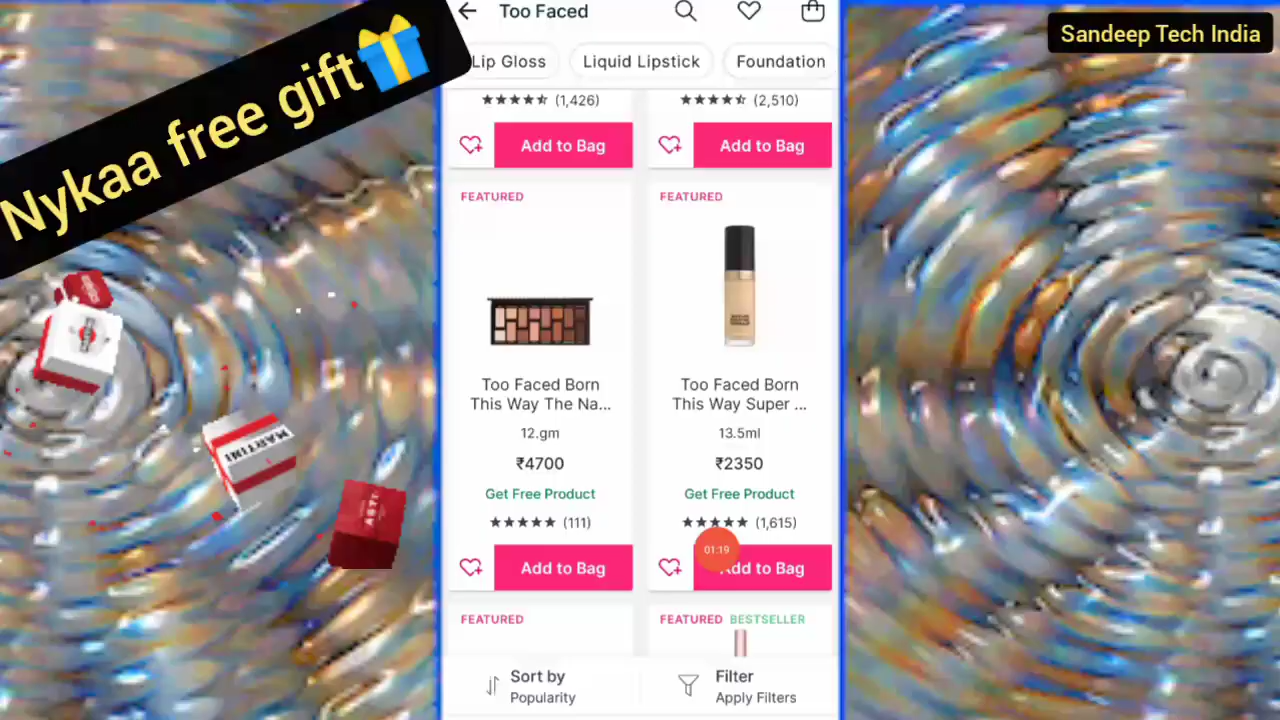 Nykaa free gift🎁
Sandeep Tech India
Too Faced
Lip Gloss
Liquid Lipstick
Foundation
(1,426)
(2,510)
Add to Bag
Add to Bag
FEATURED
FEATURED
Too Faced Born
This Way The Na...
12.gm
₹4700
Get Free Product
(111)
Too Faced Born
This Way Super ...
13.5ml
₹2350
Get Free Product
(1,615)
01:19
Add to Bag
Add to Bag
FEATURED
FEATURED BESTSELLER
Sort by
Popularity
Filter
Apply Filters
MARTINI
ASTI